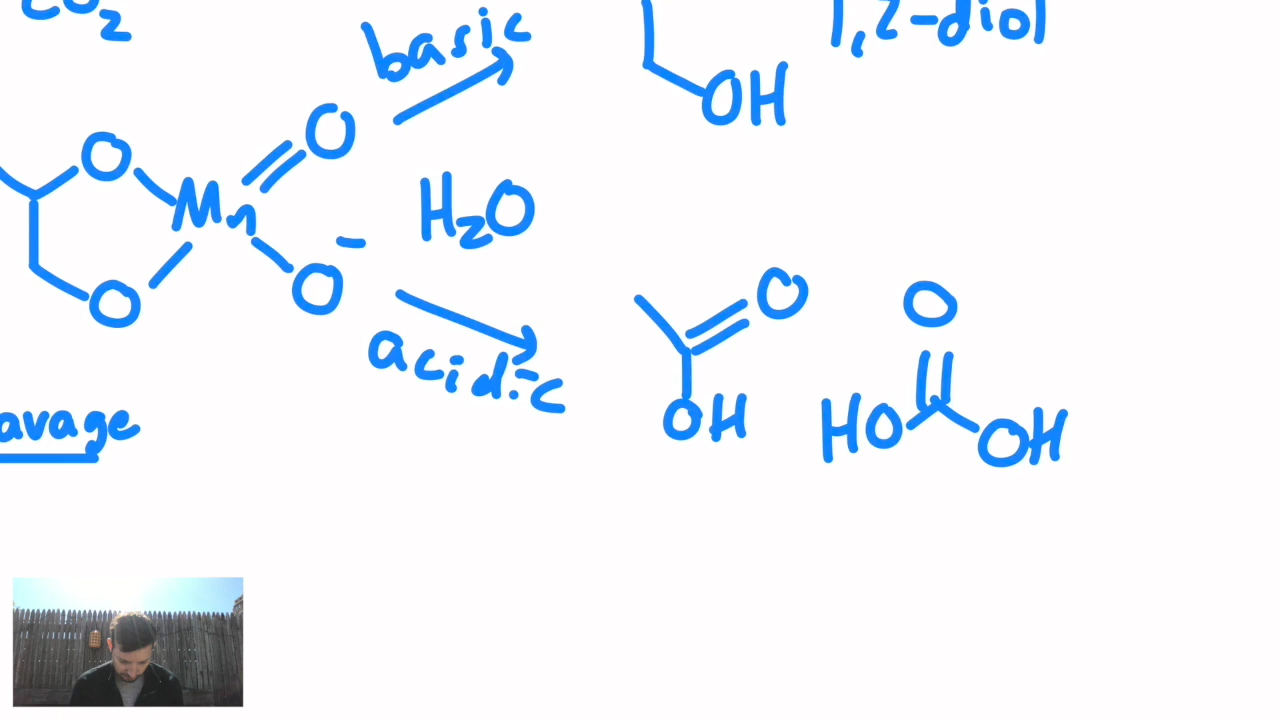 CO2
basic
1,2-diol
OH
O
O
Mn
H2O
O-
O
acidic
O
O
OH
HO
OH
avage